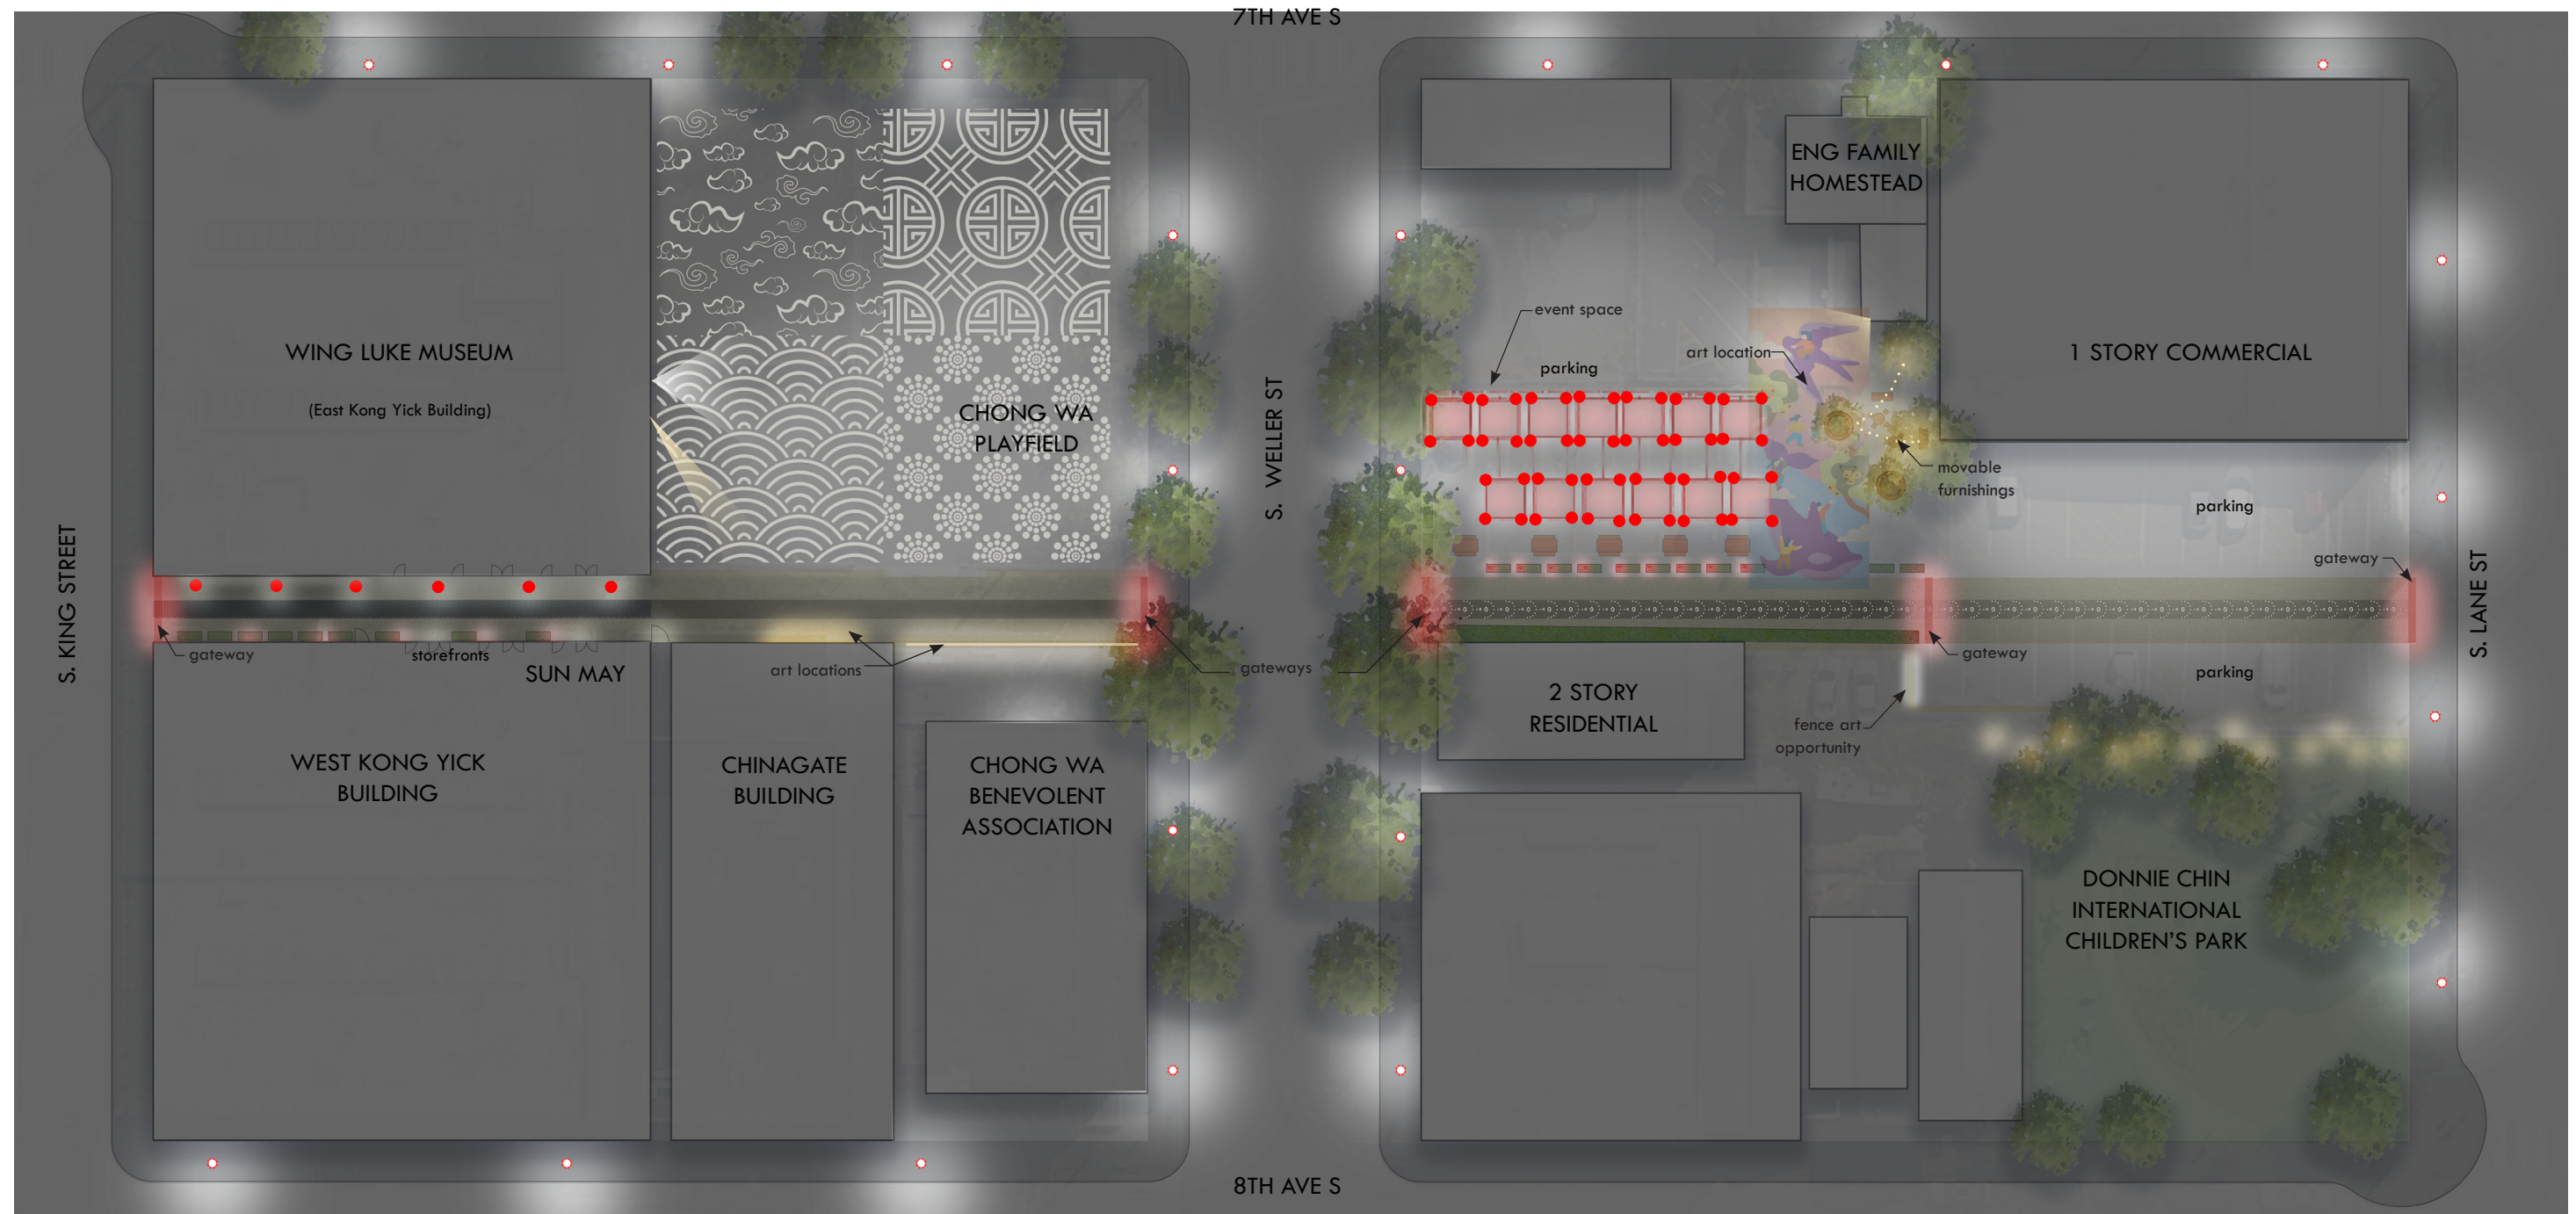 7TH AVE S
ENG FAMILY
HOMESTEAD
event space
WING LUKE MUSEUM
art location
1 STORY COMMERCIAL
parking
(East Kong Yick Building)
CHONG WA
PLAYFIELD
S. WELLER ST
movable
furnishings
parking
S. KING STREET
gateway
S. LANE ST
gateway
storefronts
SUN MAY
art locations
gateways
gateway
parking
2 STORY
RESIDENTIAL
fence art
opportunity
WEST KONG YICK
BUILDING
CHINAGATE
BUILDING
CHONG WA
BENEVOLENT
ASSOCIATION
DONNIE CHIN
INTERNATIONAL
CHILDREN'S PARK
8TH AVE S